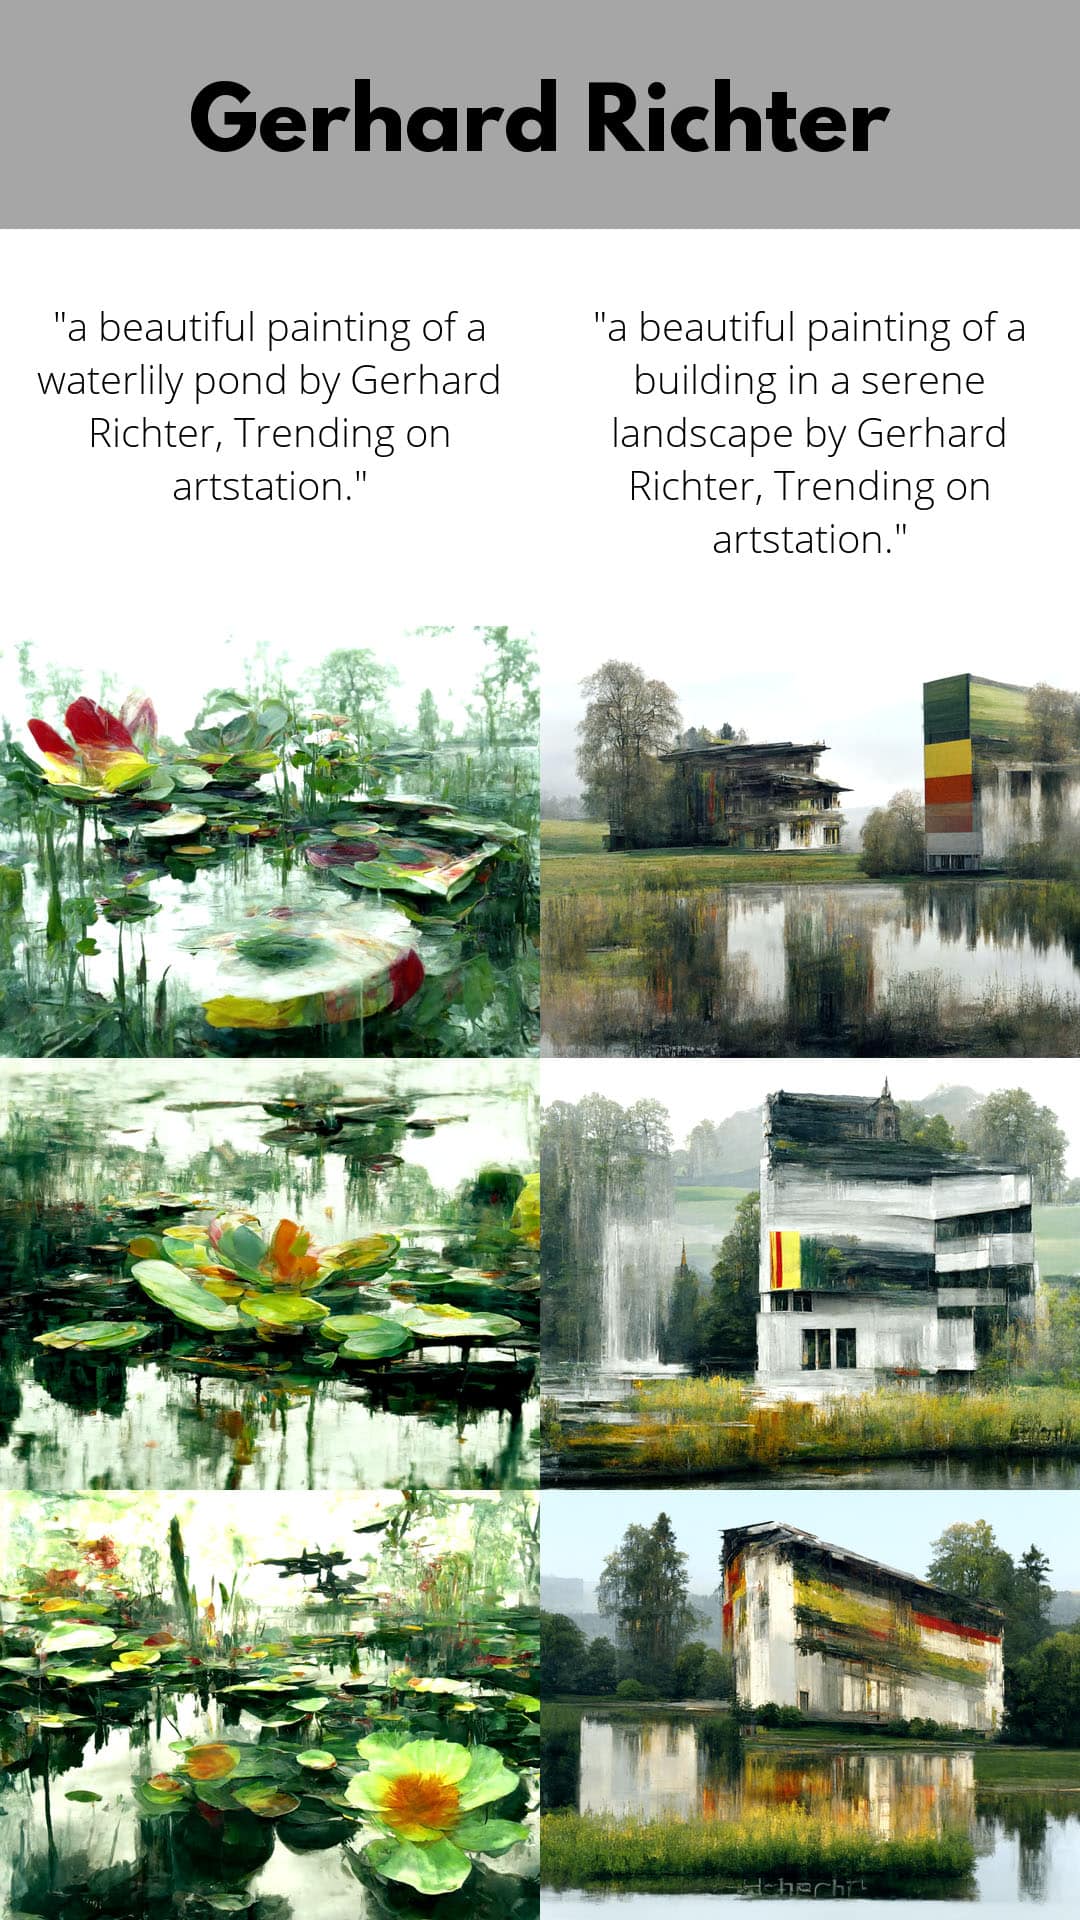 Gerhard Richter
"a beautiful painting of a
waterlily pond by Gerhard
Richter, Trending on
artstation."
"a beautiful painting of a
building in a serene
landscape by Gerhard
Richter, Trending on
artstation."